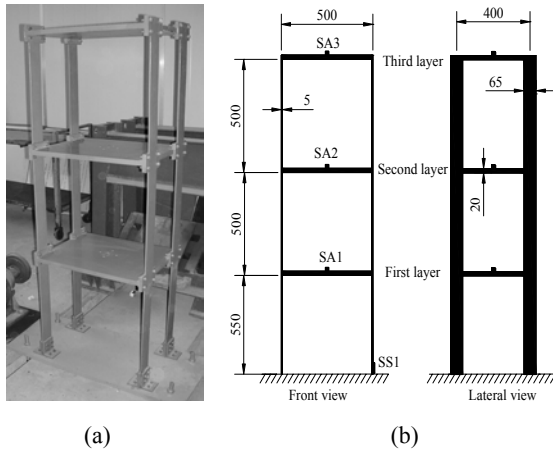 500
SA3
5
500
SA2
500
SA1
550
SS1
Front view
Third layer
Second layer
First layer
400
65
20
Lateral view
(a)
(b)